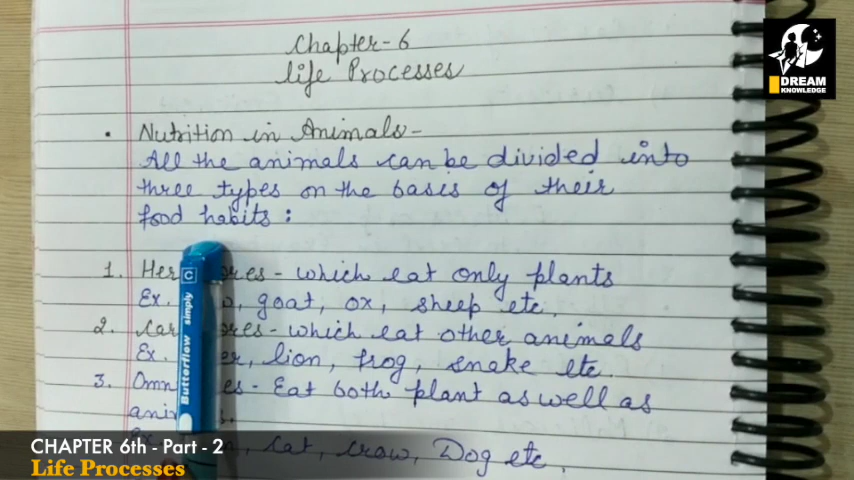 Chapter-6
Life Processes
DREAM
KNOWLEDGE
• Nutrition in Animals-
All the animals can be divided into
three types on the basis of their
food habits :
1. Her ores - which eat only plants
Ex. , goat, ox, sheep etc.
2. Car ores - which eat other animals
Ex. er, lion, frog, snake etc.
3. Omn es - Eat both plant as well as
ani s.
, cat, crow, Dog etc.
C
Butterflow simply
CHAPTER 6th - Part - 2
Life Processes